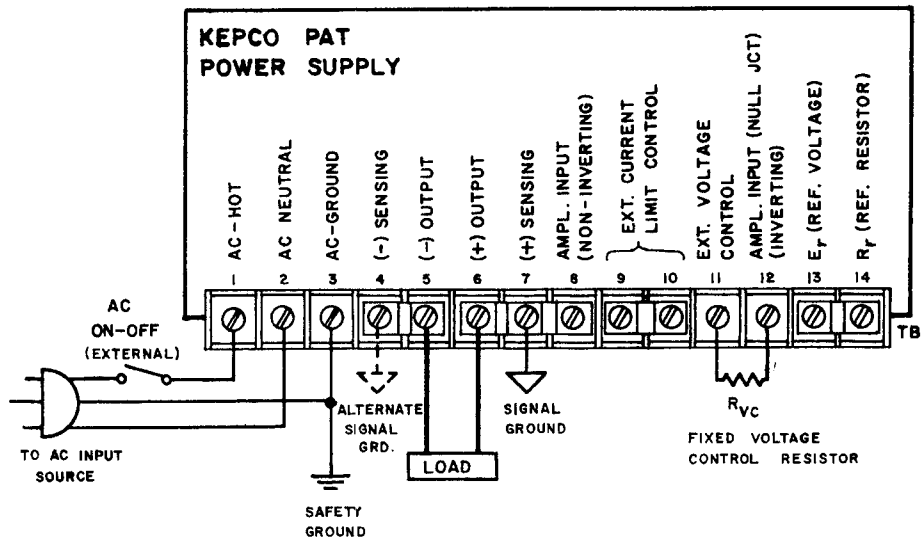 KEPCO PAT
POWER SUPPLY
AC-HOT
AC NEUTRAL
AC-GROUND
(-) SENSING
(-) OUTPUT
(+) OUTPUT
(+) SENSING
AMPL. INPUT
(NON-INVERTING)
EXT. CURRENT
LIMIT CONTROL
EXT. VOLTAGE
CONTROL
AMPL. INPUT (NULL JCT)
(INVERTING)
Er (REF. VOLTAGE)
Rr (REF. RESISTOR)
1 2 3 4 5 6 7 8 9 10 11 12 13 14
TB
AC
ON-OFF
(EXTERNAL)
TO AC INPUT
SOURCE
SAFETY
GROUND
ALTERNATE
SIGNAL
GRD.
LOAD
SIGNAL
GROUND
RVC
FIXED VOLTAGE
CONTROL RESISTOR